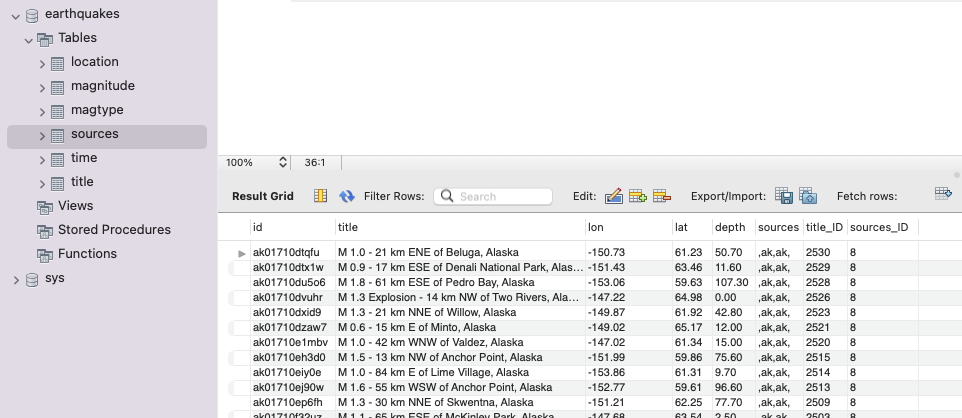 earthquakes
Tables
location
magnitude
magtype
sources
time
title
Views
Stored Procedures
Functions
sys
100% 36:1
Result Grid Filter Rows: Search Edit: Export/Import: Fetch rows:
id title lon lat depth sources title_ID sources_ID
ak01710dtqfu M 1.0 - 21 km ENE of Beluga, Alaska -150.73 61.23 50.70 ,ak,ak, 2530 8
ak01710dtx1w M 0.9 - 17 km ESE of Denali National Park, Alas... -151.43 63.46 11.60 ,ak,ak, 2529 8
ak01710du5o6 M 1.8 - 61 km ESE of Pedro Bay, Alaska -153.06 59.63 107.30 ,ak,ak, 2528 8
ak01710dvuhr M 1.3 Explosion - 14 km NW of Two Rivers, Ala... -147.22 64.98 0.00 ,ak,ak, 2526 8
ak01710dxid9 M 1.3 - 21 km NNE of Willow, Alaska -149.87 61.92 42.80 ,ak,ak, 2523 8
ak01710dzaw7 M 0.6 - 15 km E of Minto, Alaska -149.02 65.17 12.00 ,ak,ak, 2521 8
ak01710e1mbv M 1.0 - 42 km WNW of Valdez, Alaska -147.02 61.34 15.00 ,ak,ak, 2520 8
ak01710eh3d0 M 1.5 - 13 km NW of Anchor Point, Alaska -151.99 59.86 75.60 ,ak,ak, 2515 8
ak01710eiy0e M 1.0 - 84 km E of Lime Village, Alaska -153.86 61.31 9.70 ,ak,ak, 2514 8
ak01710ej90w M 1.6 - 55 km WSW of Anchor Point, Alaska -152.77 59.61 96.60 ,ak,ak, 2513 8
ak01710ep6fh M 1.3 - 30 km NNE of Skwentna, Alaska -151.21 62.25 77.70 ,ak,ak, 2509 8
ak01710f32uz M 1.1 - 65 km ESE of McKinley Park, Alaska -147.68 63.54 2.50 ,ak,ak, 2503 8